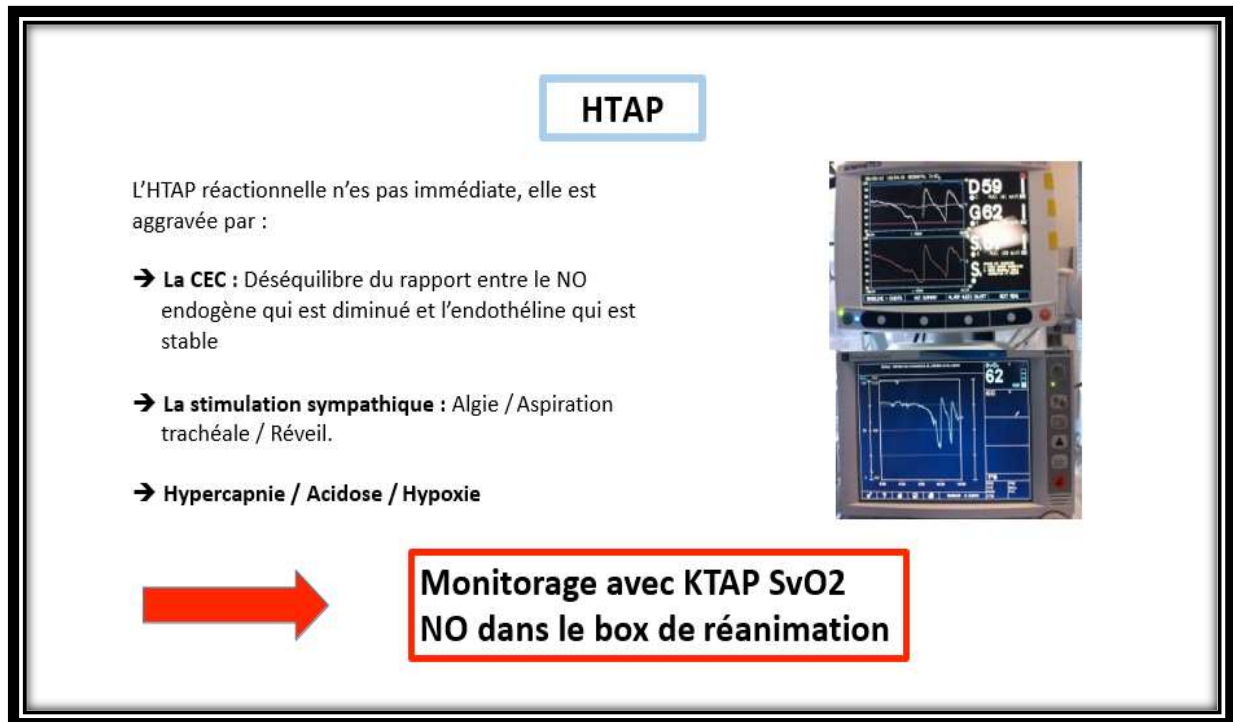 HTAP
L'HTAP réactionnelle n'es pas immédiate, elle est
aggravée par :
➔ La CEC : Déséquilibre du rapport entre le NO
endogène qui est diminué et l'endothéline qui est
stable
➔ La stimulation sympathique : Algie / Aspiration
trachéale / Réveil.
➔ Hypercapnie / Acidose / Hypoxie
D 59
G 62
62
Monitorage avec KTAP SvO2
NO dans le box de réanimation